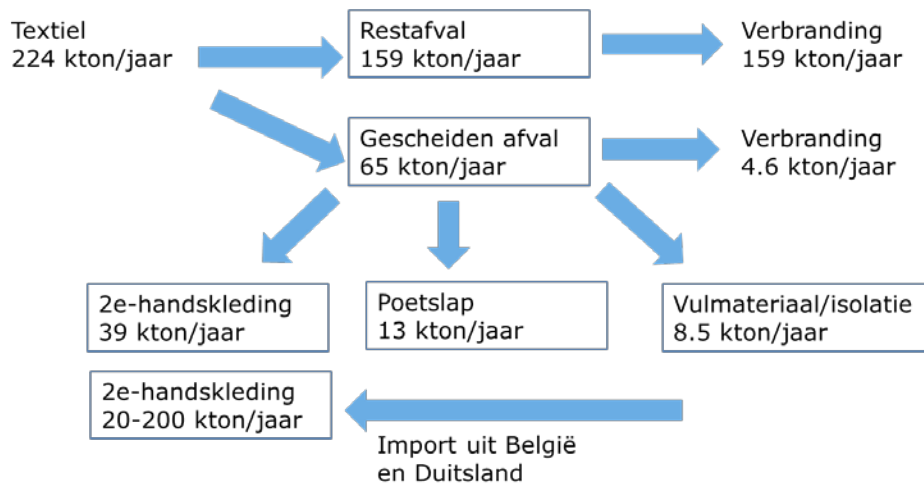 Textiel
224 kton/jaar
Restafval
159 kton/jaar
Verbranding
159 kton/jaar
Gescheiden afval
65 kton/jaar
Verbranding
4.6 kton/jaar
2e-handskleding
39 kton/jaar
Poetslap
13 kton/jaar
Vulmateriaal/isolatie
8.5 kton/jaar
2e-handskleding
20-200 kton/jaar
Import uit België
en Duitsland